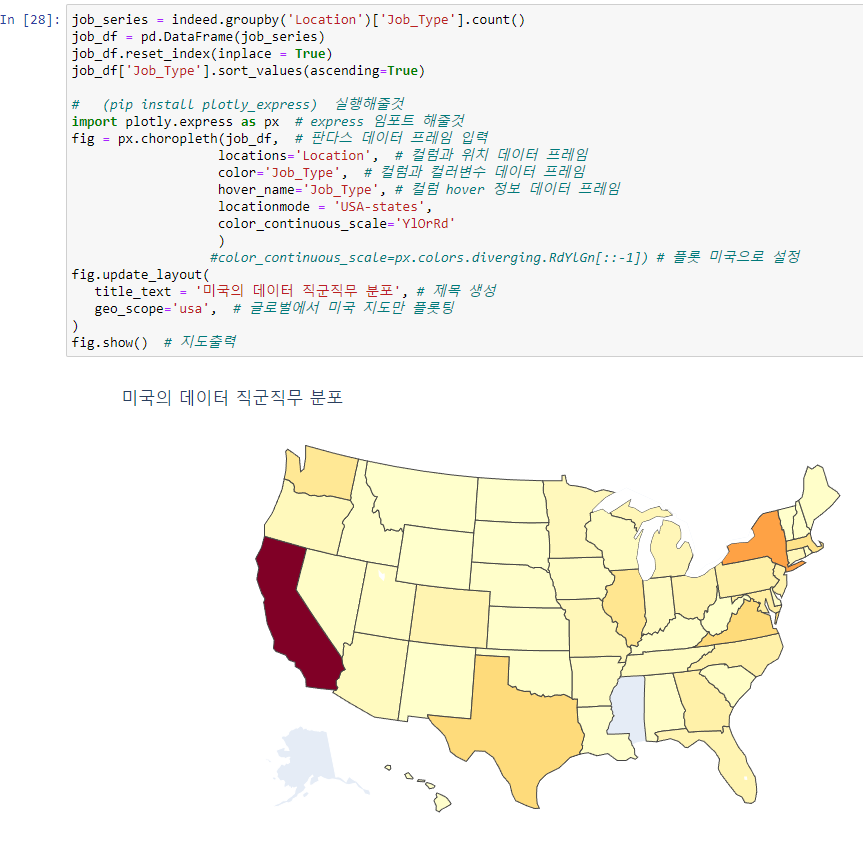 In [28]: job_series = indeed.groupby('Location')['Job_Type'].count()
job_df = pd.DataFrame(job_series)
job_df.reset_index(inplace = True)
job_df['Job_Type'].sort_values(ascending=True)
#   (pip install plotly_express)  실행해줄것
import plotly.express as px  # express 임포트 해줄것
fig = px.choropleth(job_df,  # 판다스 데이터 프레임 입력
locations='Location',  # 컬럼과 위치 데이터 프레임
color='Job_Type',  # 컬럼과 컬러변수 데이터 프레임
hover_name='Job_Type', # 컬럼 hover 정보 데이터 프레임
locationmode = 'USA-states',
color_continuous_scale='YlOrRd'
)
#color_continuous_scale=px.colors.diverging.RdYlGn[::-1]) # 플롯 미국으로 설정
fig.update_layout(
title_text = '미국의 데이터 직군직무 분포', # 제목 생성
geo_scope='usa',  # 글로벌에서 미국 지도만 플롯팅
)
fig.show()  # 지도출력
미국의 데이터 직군직무 분포